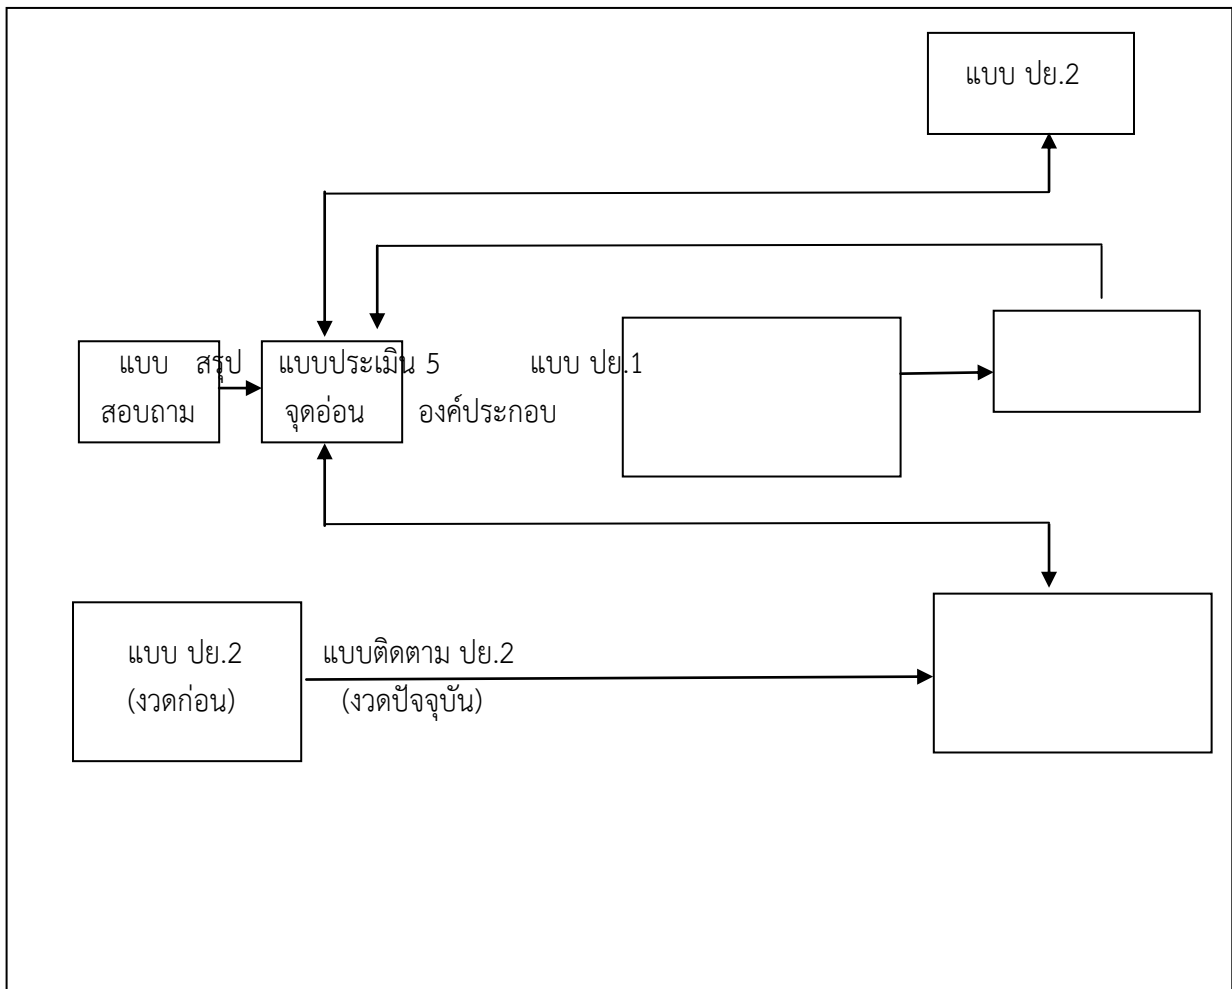 แบบ ปย.2
แบบ สรุป แบบประเมิน 5 แบบ ปย.1
สอบถาม จุดอ่อน องค์ประกอบ
แบบ ปย.2 แบบติดตาม ปย.2
(งวดก่อน) (งวดปัจจุบัน)